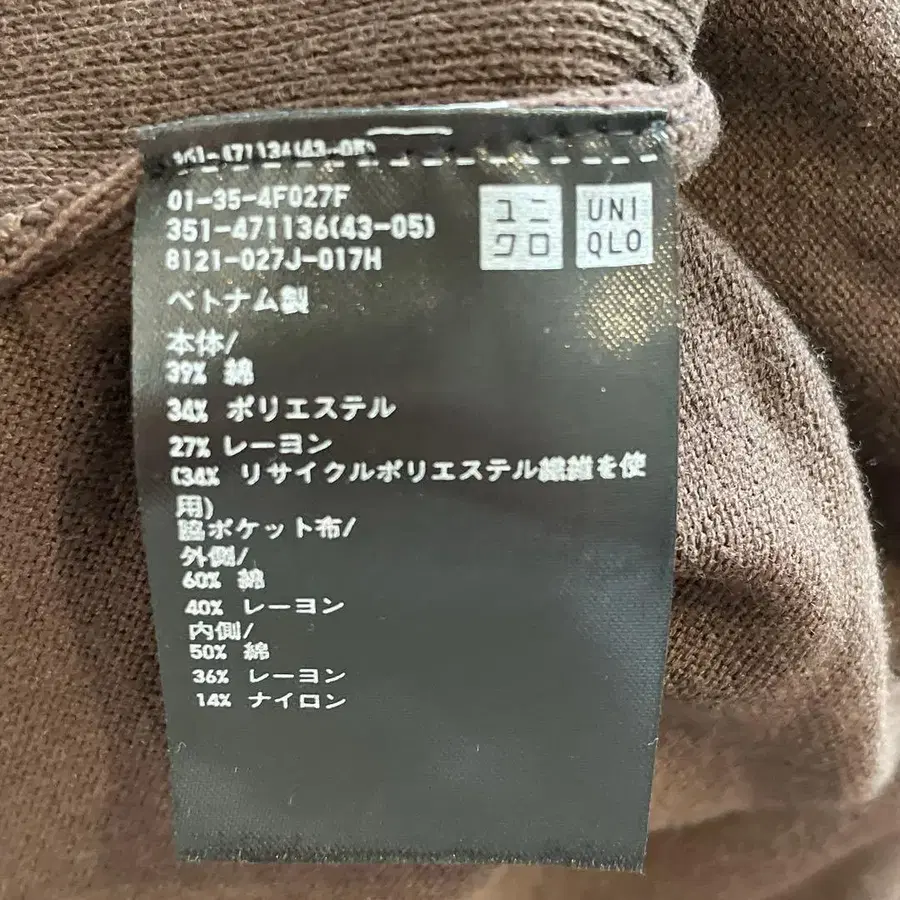 351-471136(43-05)
01-35-4F027F
351-471136(43-05)
8121-027J-017H
ユニ
クロ
UNI
QLO
ベトナム製
本体/
39% 綿
34% ポリエステル
27% レーヨン
(34% リサイクルポリエステル繊維を使
用)
脇ポケット布/
外側/
60% 綿
40% レーヨン
内側/
50% 綿
36% レーヨン
14% ナイロン